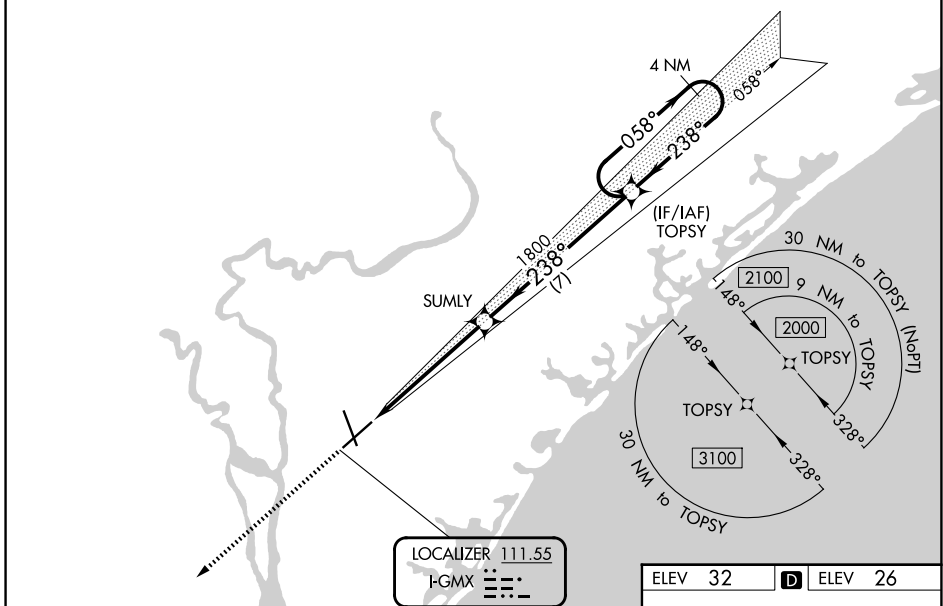 4 NM
058°
058°
238°
(IF/IAF)
TOPSY
1800
238°
(7)
SUMLY
30 NM to TOPSY (NoPT)
2100
148°
9 NM to TOPSY
2000
TOPSY
328°
148°
TOPSY
3100
328°
30 NM to TOPSY
LOCALIZER 111.55
I-GMX
ELEV 32 D ELEV 26